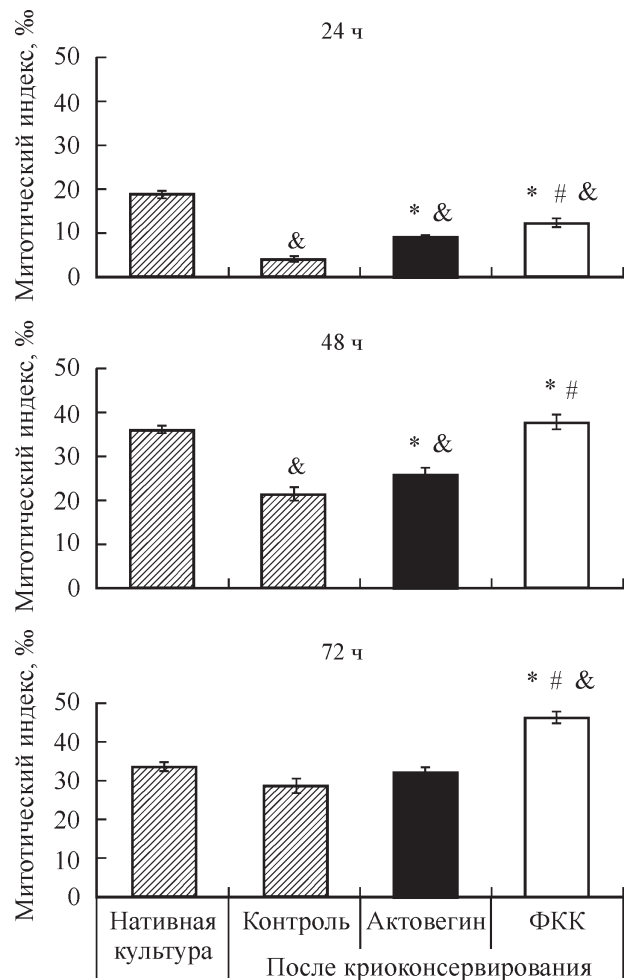 24 ч
Митотический индекс, ‰
50
40
30
20
10
0
&
* &
* # &
48 ч
Митотический индекс, ‰
50
40
30
20
10
0
&
* &
* #
72 ч
Митотический индекс, ‰
50
40
30
20
10
0
* # &
Нативная
культура
Контроль
Актовегин
ФКК
После криоконсервирования